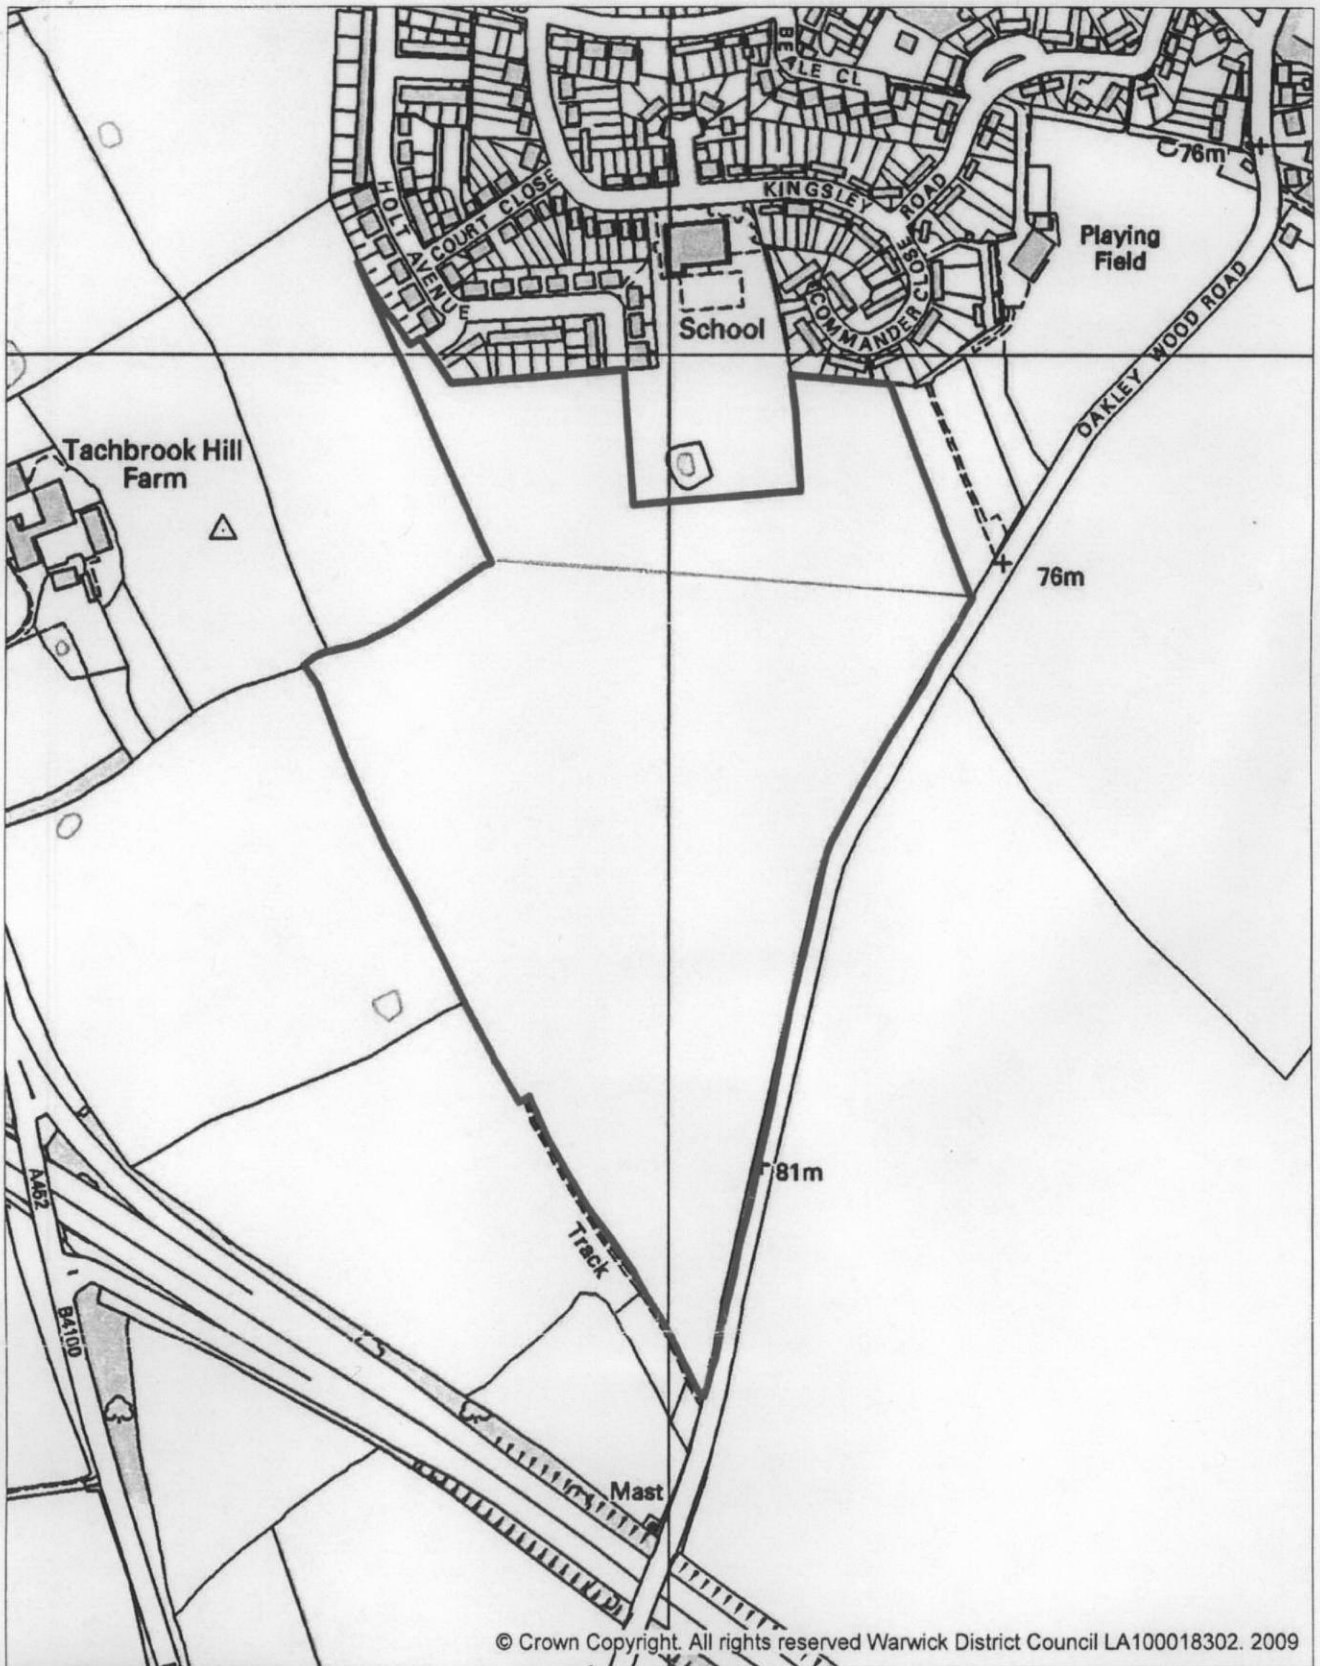 BEALE CL
76m
HOLT AVENUE
COURT CLOSE
KINGSLEY ROAD
Playing
Field
COMMANDER CLOSE
School
OAKLEY WOOD ROAD
Tachbrook Hill
Farm
76m
81m
A452
Track
B4100
Mast
© Crown Copyright. All rights reserved Warwick District Council LA100018302. 2009